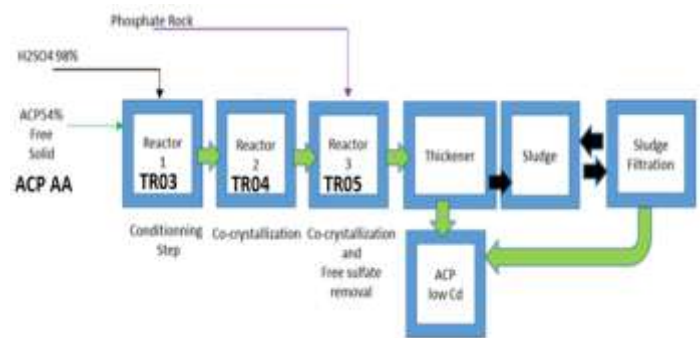 Phosphate Rock
H2SO4 98%
ACP54%
Free
Solid
ACP AA
Reactor
1
TR03
Reactor
2
TR04
Reactor
3
TR05
Thickener
Sludge
Sludge
Filtration
Conditionning
Step
Co-crystallization
Co-crystallization
and
Free sulfate
removal
ACP
low Cd